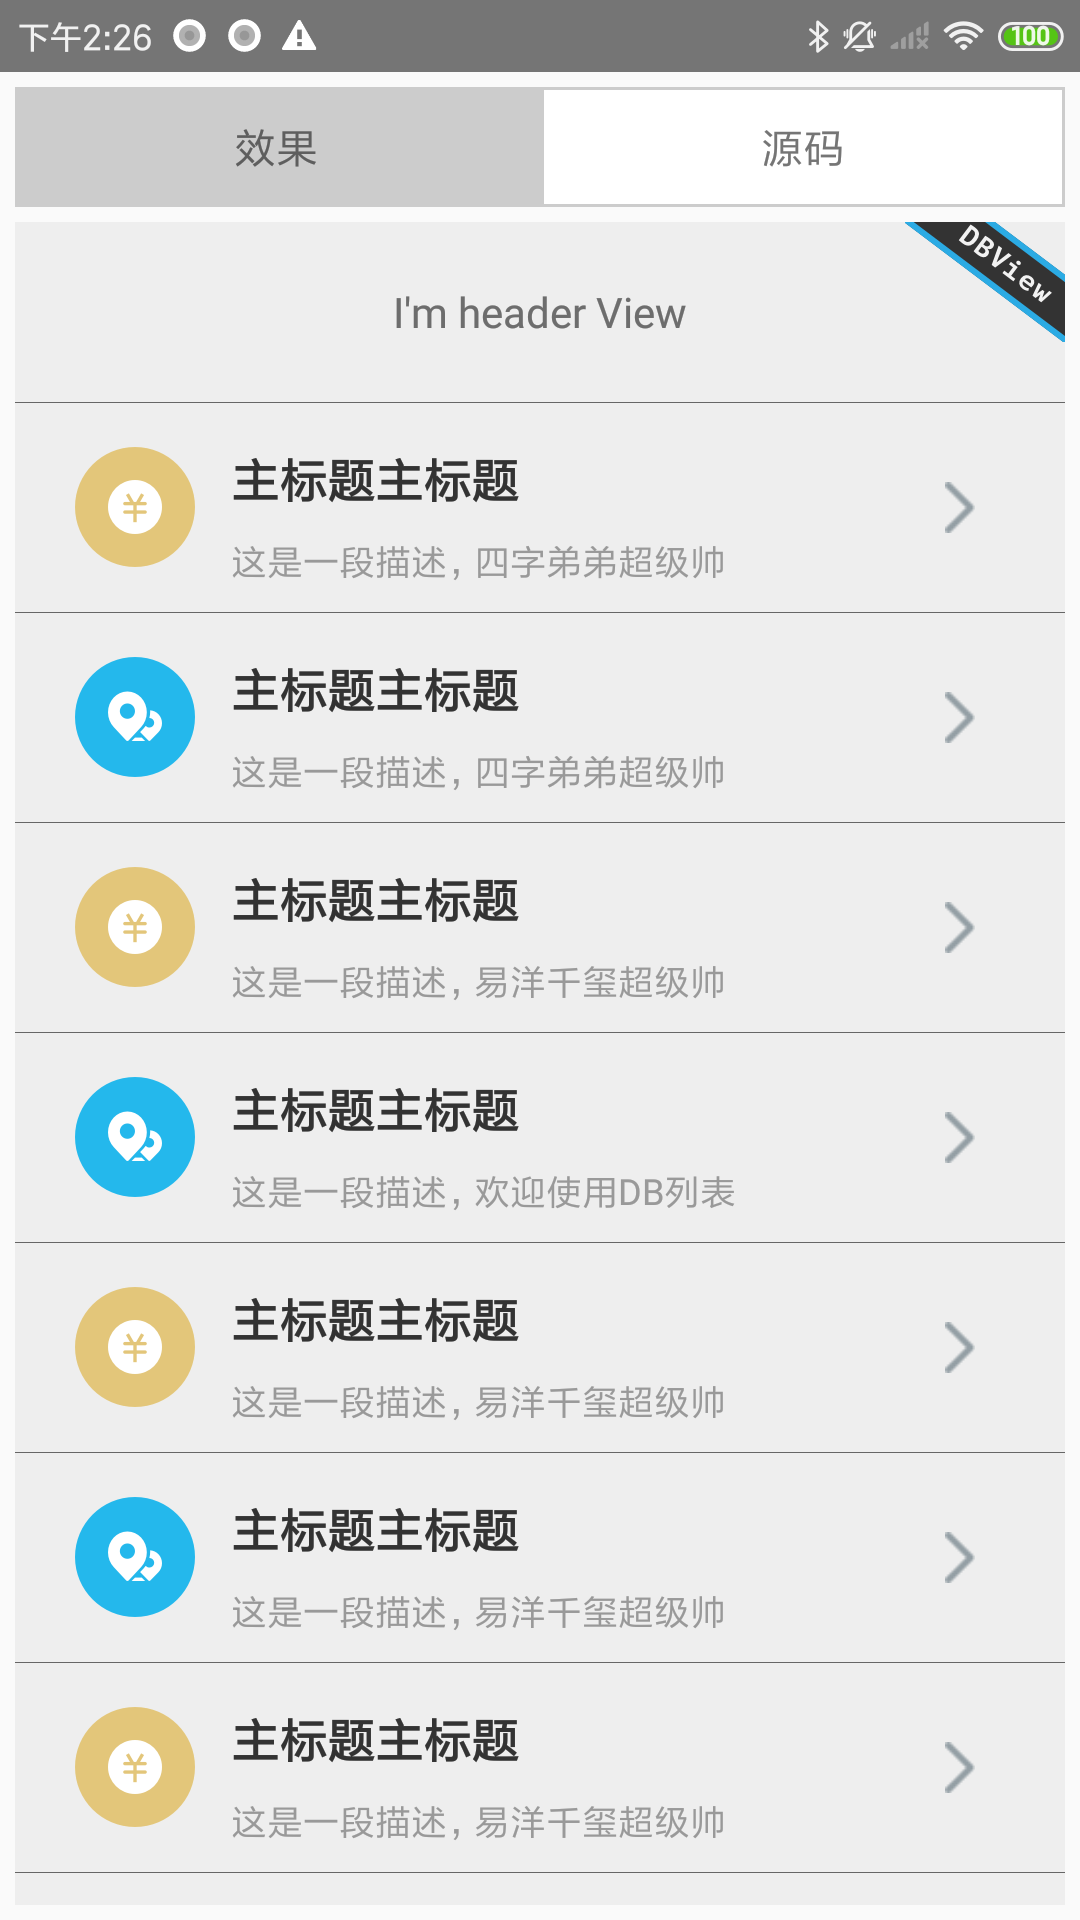 下午2:26
100
效果
源码
DBView
I'm header View
主标题主标题
这是一段描述，四字弟弟超级帅
主标题主标题
这是一段描述，四字弟弟超级帅
主标题主标题
这是一段描述，易洋千玺超级帅
主标题主标题
这是一段描述，欢迎使用DB列表
主标题主标题
这是一段描述，易洋千玺超级帅
主标题主标题
这是一段描述，易洋千玺超级帅
主标题主标题
这是一段描述，易洋千玺超级帅